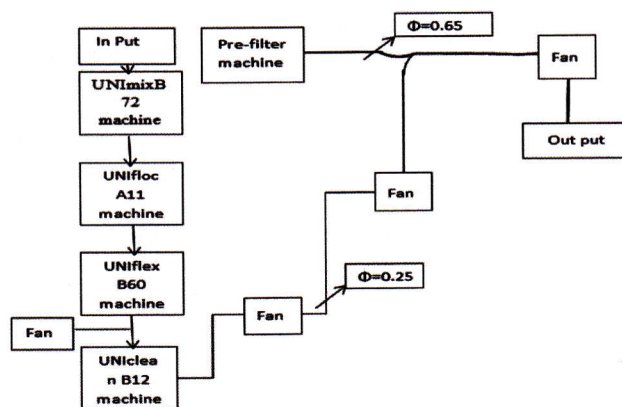 In Put
UNImixB
72
machine
UNIfloc
A11
machine
UNIflex
B60
machine
Fan
UNIclea
n B12
machine
Fan
Φ=0.25
Fan
Pre-filter
machine
Φ=0.65
Fan
Out put